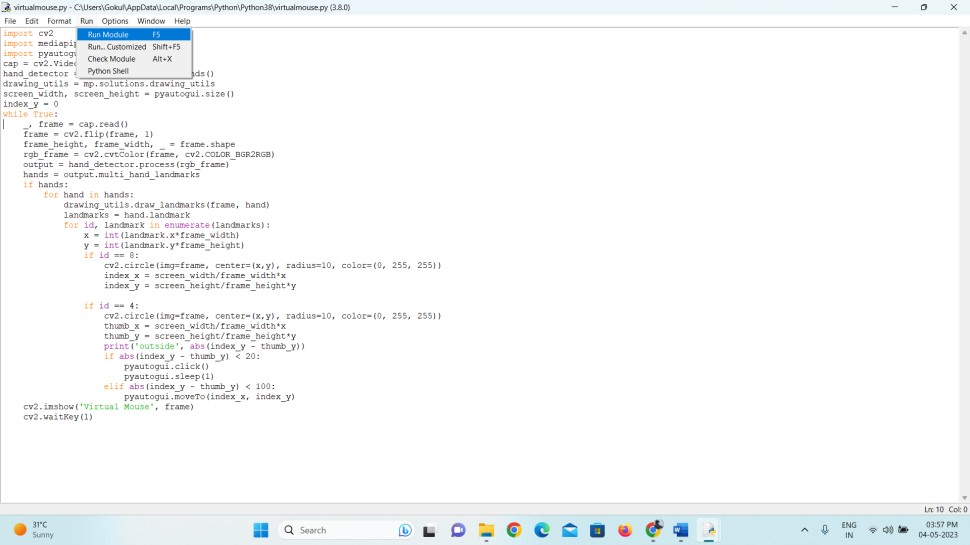 virtualmouse.py - C:\Users\Gokul\AppData\Local\Programs\Python\Python38\virtualmouse.py (3.8.0)
File Edit Format Run Options Window Help
Run Module F5
Run... Customized Shift+F5
Check Module Alt+X
Python Shell
import cv2
import mediapip
import pyautogu
cap = cv2.Vide
hand_detector = nds()
drawing_utils = mp.solutions.drawing_utils
screen_width, screen_height = pyautogui.size()
index_y = 0
while True:
    _, frame = cap.read()
    frame = cv2.flip(frame, 1)
    frame_height, frame_width, _ = frame.shape
    rgb_frame = cv2.cvtColor(frame, cv2.COLOR_BGR2RGB)
    output = hand_detector.process(rgb_frame)
    hands = output.multi_hand_landmarks
    if hands:
        for hand in hands:
            drawing_utils.draw_landmarks(frame, hand)
            landmarks = hand.landmark
            for id, landmark in enumerate(landmarks):
                x = int(landmark.x*frame_width)
                y = int(landmark.y*frame_height)
                if id == 8:
                    cv2.circle(img=frame, center=(x,y), radius=10, color=(0, 255, 255))
                    index_x = screen_width/frame_width*x
                    index_y = screen_height/frame_height*y
                if id == 4:
                    cv2.circle(img=frame, center=(x,y), radius=10, color=(0, 255, 255))
                    thumb_x = screen_width/frame_width*x
                    thumb_y = screen_height/frame_height*y
                    print('outside', abs(index_y - thumb_y))
                    if abs(index_y - thumb_y) < 20:
                        pyautogui.click()
                        pyautogui.sleep(1)
                    elif abs(index_y - thumb_y) < 100:
                        pyautogui.moveTo(index_x, index_y)
    cv2.imshow('Virtual Mouse', frame)
    cv2.waitKey(1)
Ln: 10 Col: 0
31°C
Sunny
Search
ENG
IN
03:57 PM
04-05-2023